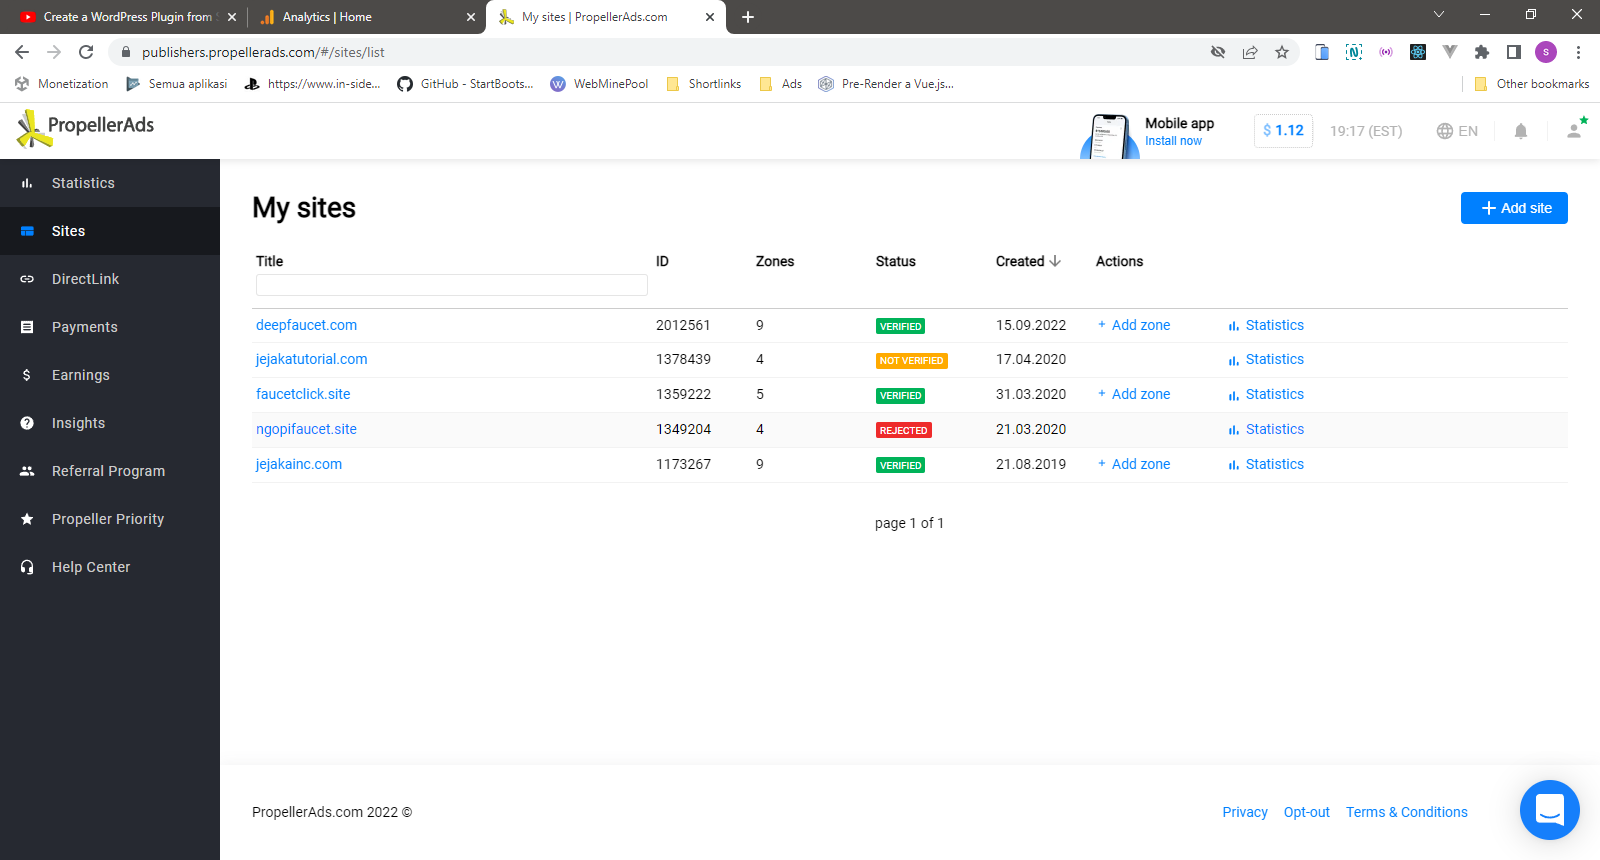 Create a WordPress Plugin from
Analytics | Home
My sites | PropellerAds.com
publishers.propellerads.com/#/sites/list
S
Monetization
Semua aplikasi
https://www.in-side...
GitHub - StartBoots...
WebMinePool
Shortlinks
Ads
Pre-Render a Vue.js...
Other bookmarks
PropellerAds
Mobile app
Install now
$ 1.12
19:17 (EST)
EN
Statistics
Sites
DirectLink
Payments
Earnings
Insights
Referral Program
Propeller Priority
Help Center
My sites
+ Add site
Title ID Zones Status Created Actions
deepfaucet.com 2012561 9 VERIFIED 15.09.2022 + Add zone Statistics
jejakatutorial.com 1378439 4 NOT VERIFIED 17.04.2020 Statistics
faucetclick.site 1359222 5 VERIFIED 31.03.2020 + Add zone Statistics
ngopifaucet.site 1349204 4 REJECTED 21.03.2020 Statistics
jejakainc.com 1173267 9 VERIFIED 21.08.2019 + Add zone Statistics
page 1 of 1
PropellerAds.com 2022 ©
Privacy Opt-out Terms & Conditions